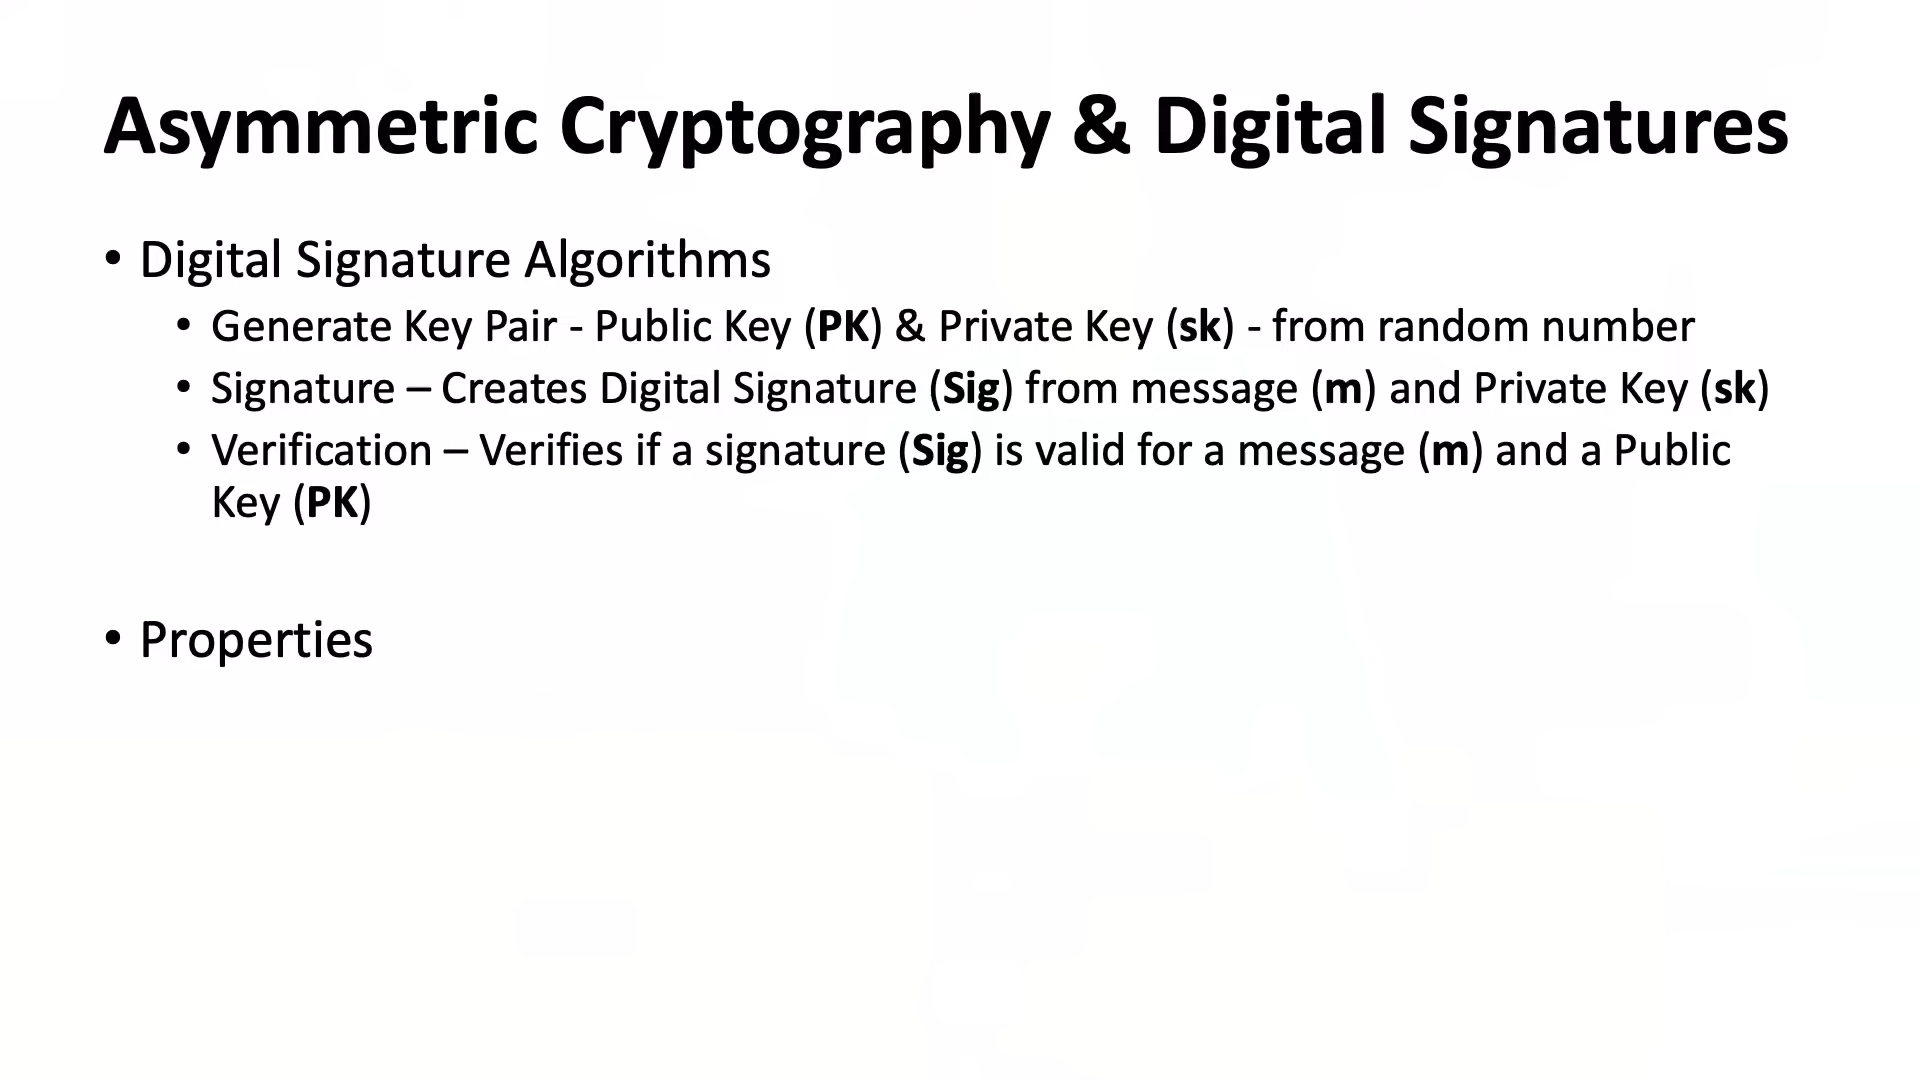 Asymmetric Cryptography & Digital Signatures
• Digital Signature Algorithms
• Generate Key Pair - Public Key (PK) & Private Key (sk) - from random number
• Signature – Creates Digital Signature (Sig) from message (m) and Private Key (sk)
• Verification – Verifies if a signature (Sig) is valid for a message (m) and a Public
Key (PK)
• Properties